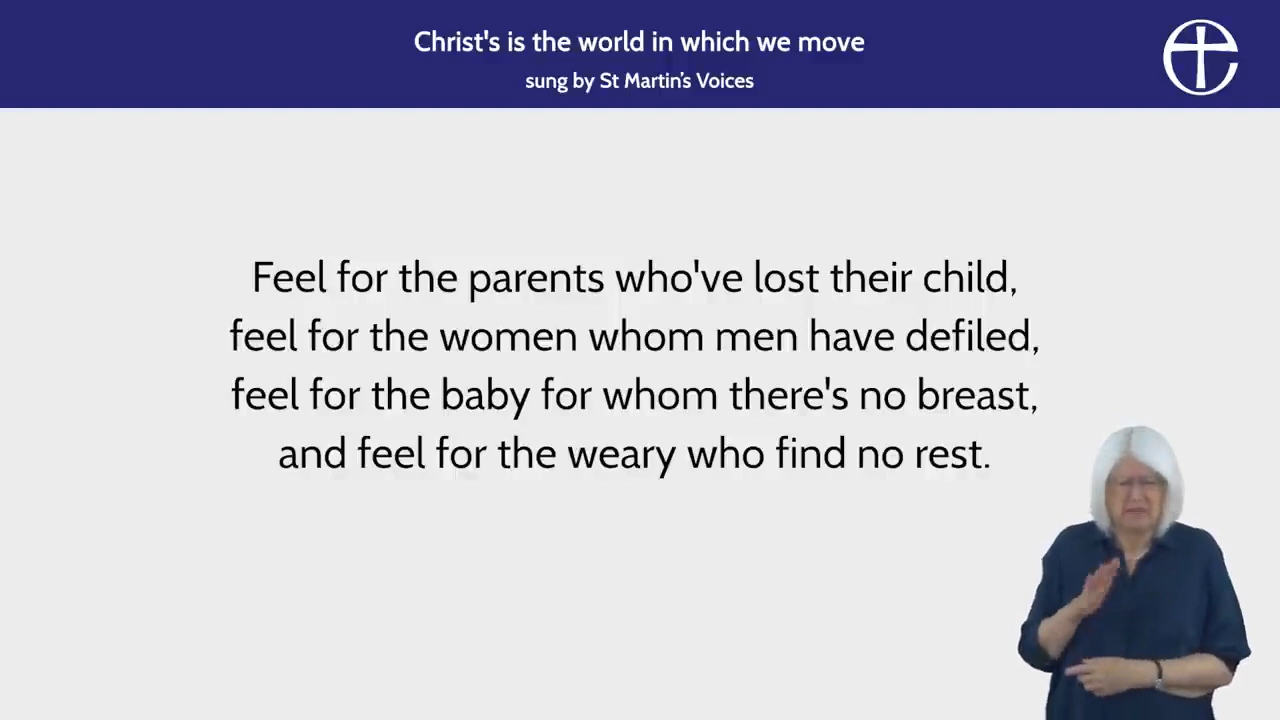 Christ's is the world in which we move
sung by St Martin's Voices
Feel for the parents who've lost their child,
feel for the women whom men have defiled,
feel for the baby for whom there's no breast,
and feel for the weary who find no rest.